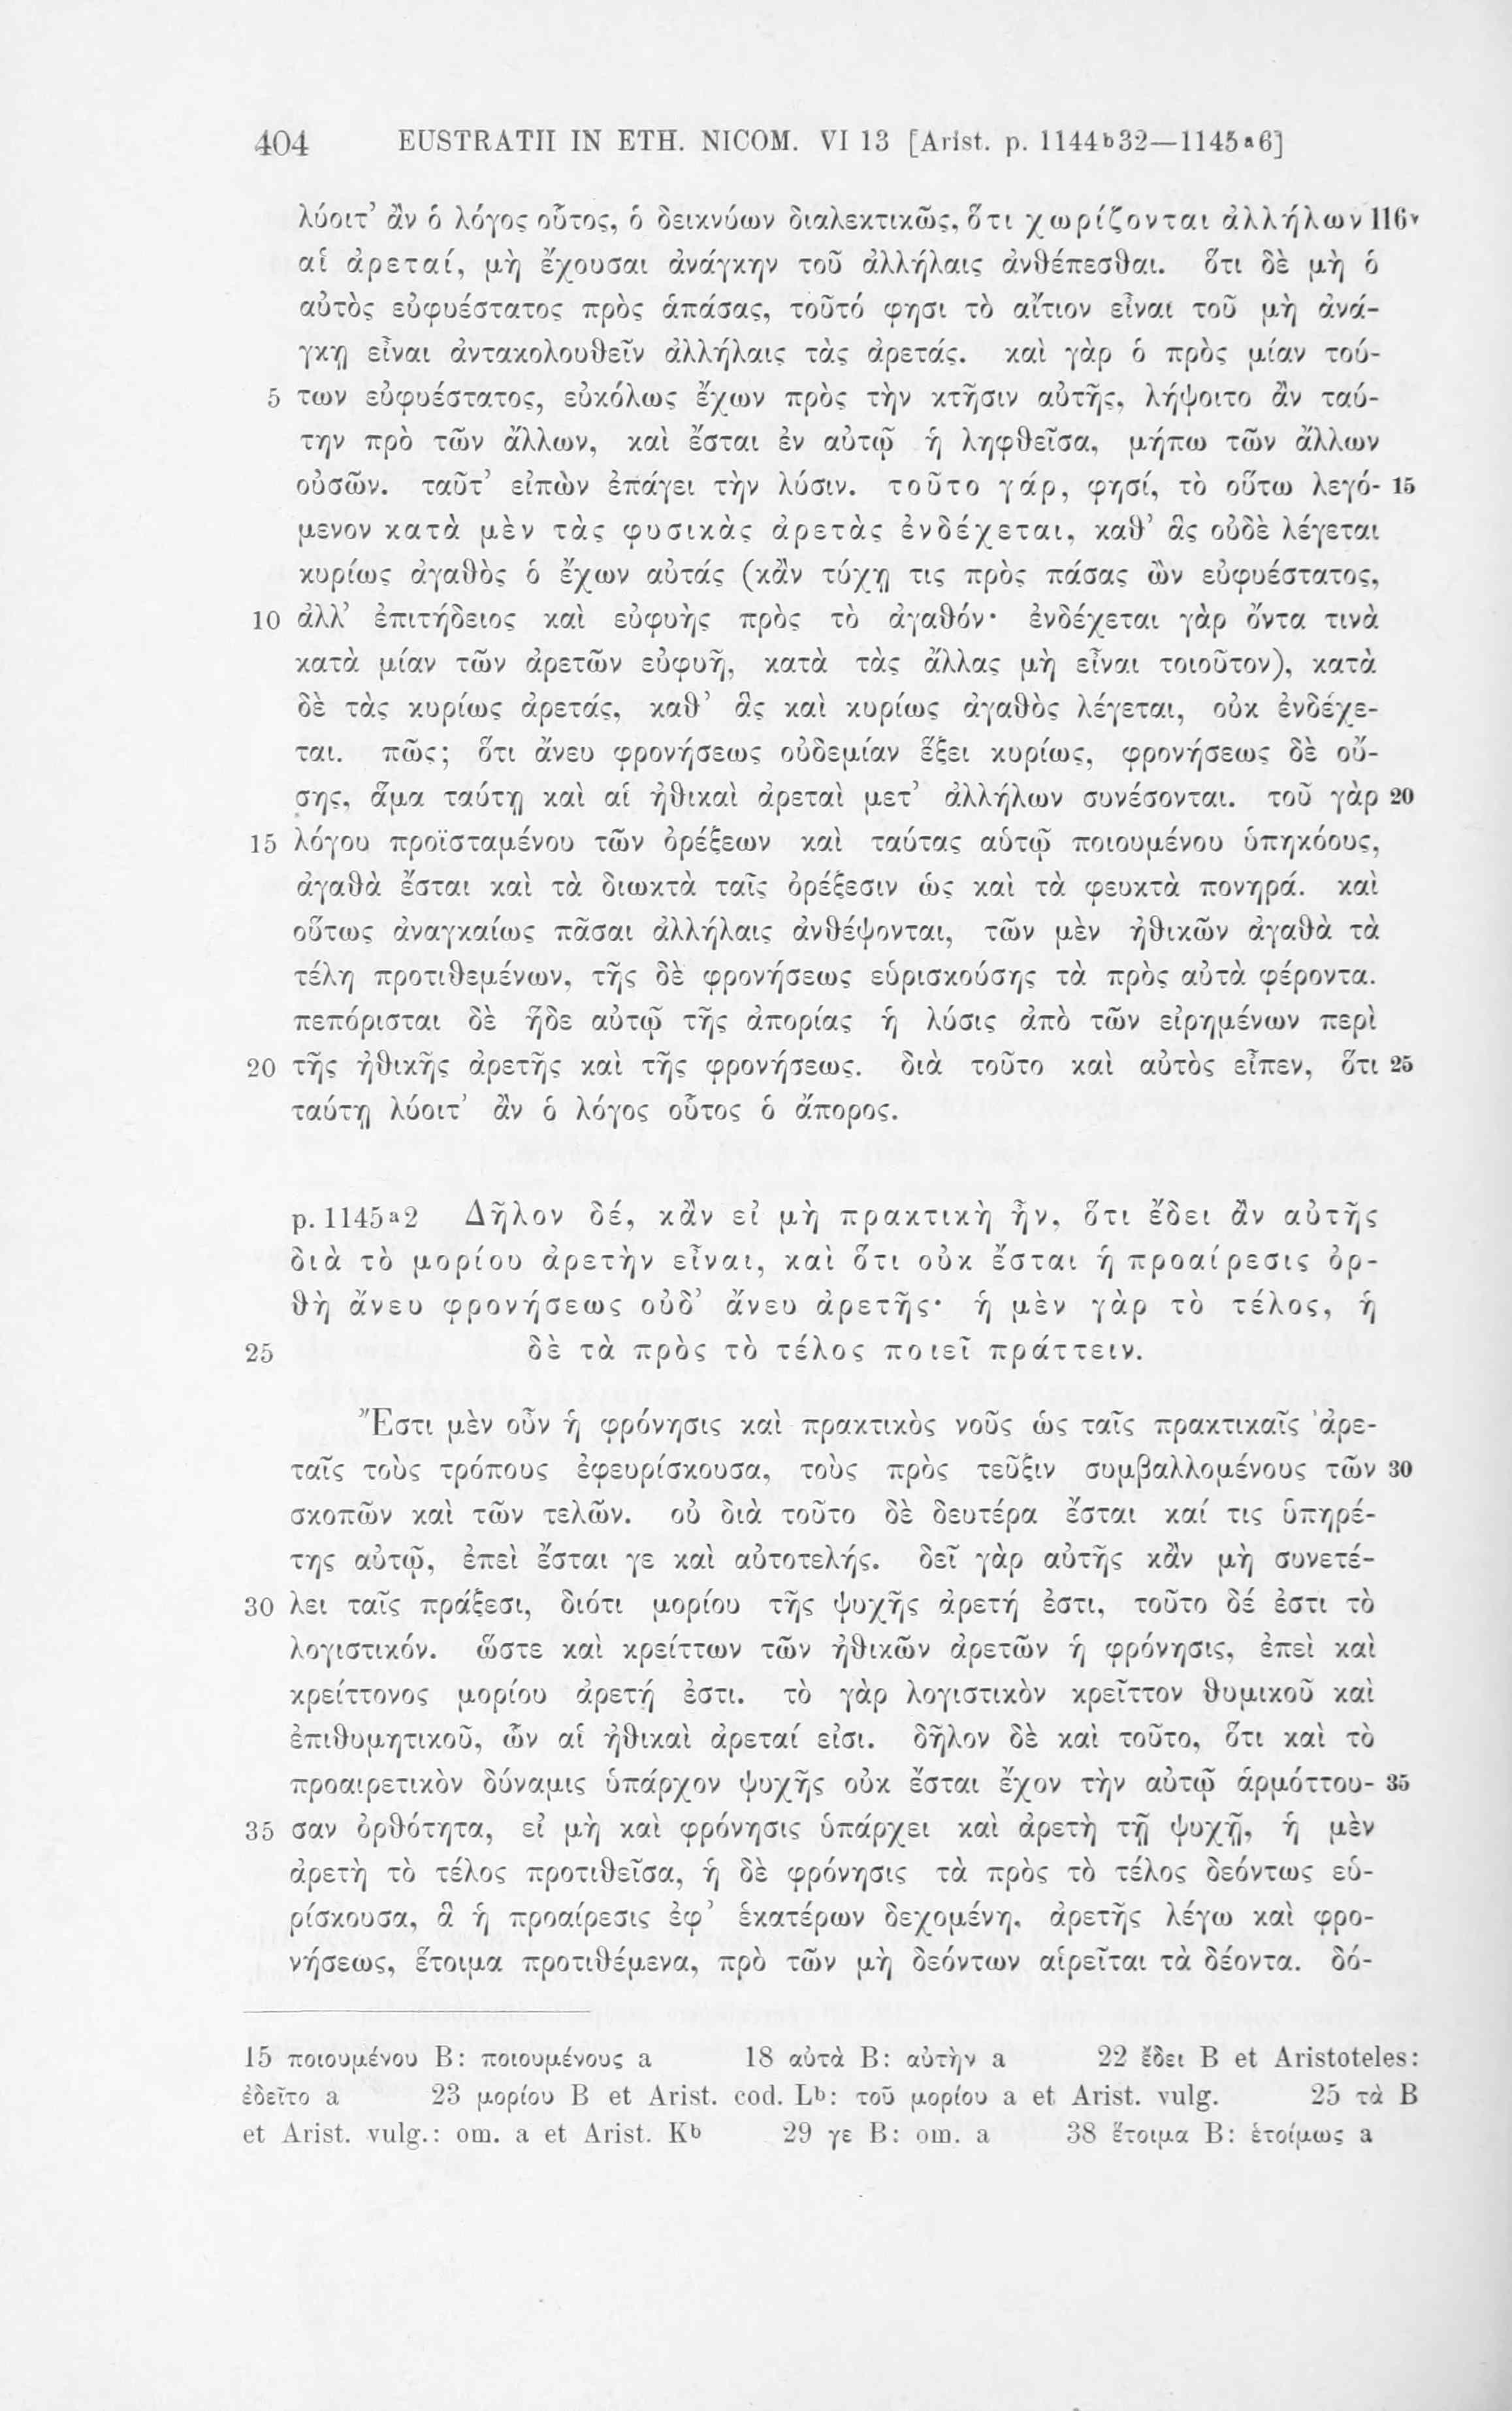 404 EUSTRATII IN ETH. NICOM. VI 13 [Arist. p. 1144ᵇ32—1145ᵃ6]
λύοιτ’ ἂν ὁ λόγος οὗτος, ὁ δεικνύων διαλεκτικῶς, ὅτι χωρίζονται ἀλλήλων 116ᵛ
αἱ ἀρεταί, μὴ ἔχουσαι ἀνάγκην τοῦ ἀλλήλαις ἀνθέπεσθαι. ὅτι δὲ μὴ ὁ
αὐτὸς εὐφυέστατος πρὸς ἁπάσας, τοῦτό φησι τὸ αἴτιον εἶναι τοῦ μὴ ἀνά-
γκῃ εἶναι ἀντακολουθεῖν ἀλλήλαις τὰς ἀρετάς. καὶ γὰρ ὁ πρὸς μίαν τού-
5 των εὐφυέστατος, εὐκόλως ἔχων πρὸς τὴν κτῆσιν αὐτῆς, λήψοιτο ἂν ταύ-
την πρὸ τῶν ἄλλων, καὶ ἔσται ἐν αὐτῷ ἡ ληφθεῖσα, μήπω τῶν ἄλλων
οὐσῶν. ταῦτ’ εἰπὼν ἐπάγει τὴν λύσιν. τοῦτο γάρ, φησί, τὸ οὕτω λεγό- 15
μενον κατὰ μὲν τὰς φυσικὰς ἀρετὰς ἐνδέχεται, καθ’ ἃς οὐδὲ λέγεται
κυρίως ἀγαθὸς ὁ ἔχων αὐτάς (κἂν τύχῃ τις πρὸς πάσας ὢν εὐφυέστατος,
10 ἀλλ’ ἐπιτήδειος καὶ εὐφυὴς πρὸς τὸ ἀγαθόν· ἐνδέχεται γὰρ ὄντα τινὰ
κατὰ μίαν τῶν ἀρετῶν εὐφυῆ, κατὰ τὰς ἄλλας μὴ εἶναι τοιοῦτον), κατὰ
δὲ τὰς κυρίως ἀρετάς, καθ’ ἃς καὶ κυρίως ἀγαθὸς λέγεται, οὐκ ἐνδέχε-
ται. πῶς; ὅτι ἄνευ φρονήσεως οὐδεμίαν ἕξει κυρίως, φρονήσεως δὲ οὔ-
σης, ἅμα ταύτῃ καὶ αἱ ἠθικαὶ ἀρεταὶ μετ’ ἀλλήλων συνέσονται. τοῦ γὰρ 20
15 λόγου προϊσταμένου τῶν ὀρέξεων καὶ ταύτας αὑτῷ ποιουμένου ὑπηκόους,
ἀγαθὰ ἔσται καὶ τὰ διωκτὰ ταῖς ὀρέξεσιν ὡς καὶ τὰ φευκτὰ πονηρά. καὶ
οὕτως ἀναγκαίως πᾶσαι ἀλλήλαις ἀνθέψονται, τῶν μὲν ἠθικῶν ἀγαθὰ τὰ
τέλη προτιθεμένων, τῆς δὲ φρονήσεως εὑρισκούσης τὰ πρὸς αὐτὰ φέροντα.
πεπόρισται δὲ ἥδε αὐτῷ τῆς ἀπορίας ἡ λύσις ἀπὸ τῶν εἰρημένων περὶ
20 τῆς ἠθικῆς ἀρετῆς καὶ τῆς φρονήσεως. διὰ τοῦτο καὶ αὐτὸς εἶπεν, ὅτι 25
ταύτῃ λύοιτ’ ἂν ὁ λόγος οὗτος ὁ ἄπορος.
p. 1145ᵃ2 Δῆλον δέ, κἂν εἰ μὴ πρακτικὴ ἦν, ὅτι ἔδει ἂν αὐτῆς
διὰ τὸ μορίου ἀρετὴν εἶναι, καὶ ὅτι οὐκ ἔσται ἡ προαίρεσις ὀρ-
θὴ ἄνευ φρονήσεως οὐδ’ ἄνευ ἀρετῆς· ἡ μὲν γὰρ τὸ τέλος, ἡ
25 δὲ τὰ πρὸς τὸ τέλος ποιεῖ πράττειν.
Ἔστι μὲν οὖν ἡ φρόνησις καὶ πρακτικὸς νοῦς ὡς ταῖς πρακτικαῖς ἀρε-
ταῖς τοὺς τρόπους ἐφευρίσκουσα, τοὺς πρὸς τεῦξιν συμβαλλομένους τῶν 30
σκοπῶν καὶ τῶν τελῶν. οὐ διὰ τοῦτο δὲ δευτέρα ἔσται καί τις ὑπηρέ-
της αὐτῷ, ἐπεὶ ἔσται γε καὶ αὐτοτελής. δεῖ γὰρ αὐτῆς κἂν μὴ συνετέ-
30 λει ταῖς πράξεσι, διότι μορίου τῆς ψυχῆς ἀρετή ἐστι, τοῦτο δέ ἐστι τὸ
λογιστικόν. ὥστε καὶ κρείττων τῶν ἠθικῶν ἀρετῶν ἡ φρόνησις, ἐπεὶ καὶ
κρείττονος μορίου ἀρετή ἐστι. τὸ γὰρ λογιστικὸν κρεῖττον θυμικοῦ καὶ
ἐπιθυμητικοῦ, ὧν αἱ ἠθικαὶ ἀρεταί εἰσι. δῆλον δὲ καὶ τοῦτο, ὅτι καὶ τὸ
προαιρετικὸν δύναμις ὑπάρχον ψυχῆς οὐκ ἔσται ἔχον τὴν αὐτῷ ἁρμόττου- 35
35 σαν ὀρθότητα, εἰ μὴ καὶ φρόνησις ὑπάρχει καὶ ἀρετὴ τῇ ψυχῇ, ἡ μὲν
ἀρετὴ τὸ τέλος προτιθεῖσα, ἡ δὲ φρόνησις τὰ πρὸς τὸ τέλος δεόντως εὑ-
ρίσκουσα, ἃ ἡ προαίρεσις ἐφ’ ἑκατέρων δεχομένη, ἀρετῆς λέγω καὶ φρο-
νήσεως, ἕτοιμα προτιθέμενα, πρὸ τῶν μὴ δεόντων αἱρεῖται τὰ δέοντα. δό-
15 ποιουμένου B: ποιουμένους a 18 αὐτὰ B: αὐτὴν a 22 ἔδει B et Aristoteles:
ἐδεῖτο a 23 μορίου B et Arist. cod. Lᵇ: τοῦ μορίου a et Arist. vulg. 25 τὰ B
et Arist. vulg.: om. a et Arist. Kᵇ 29 γε B: om. a 38 ἕτοιμα B: ἑτοίμως a